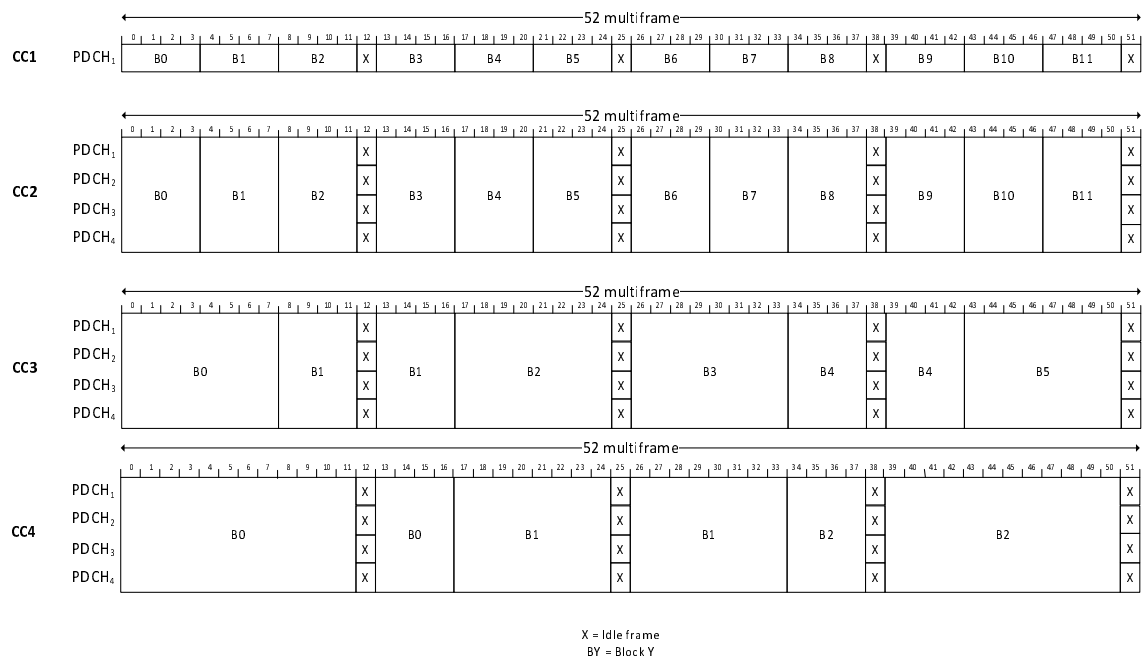 52 multiframe
0 1 2 3 4 5 6 7 8 9 10 11 12 13 14 15 16 17 18 19 20 21 22 23 24 25 26 27 28 29 30 31 32 33 34 35 36 37 38 39 40 41 42 43 44 45 46 47 48 49 50 51
CC1 PDCH1 B0 B1 B2 X B3 B4 B5 X B6 B7 B8 X B9 B10 B11 X
52 multiframe
0 1 2 3 4 5 6 7 8 9 10 11 12 13 14 15 16 17 18 19 20 21 22 23 24 25 26 27 28 29 30 31 32 33 34 35 36 37 38 39 40 41 42 43 44 45 46 47 48 49 50 51
PDCH1 X X X X
PDCH2 X X X X
CC2 B0 B1 B2 B3 B4 B5 B6 B7 B8 B9 B10 B11
PDCH3 X X X X
PDCH4 X X X X
52 multiframe
0 1 2 3 4 5 6 7 8 9 10 11 12 13 14 15 16 17 18 19 20 21 22 23 24 25 26 27 28 29 30 31 32 33 34 35 36 37 38 39 40 41 42 43 44 45 46 47 48 49 50 51
PDCH1 X X X X
PDCH2 X X X X
CC3 B0 B1 B1 B2 B3 B4 B4 B5
PDCH3 X X X X
PDCH4 X X X X
52 multiframe
0 1 2 3 4 5 6 7 8 9 10 11 12 13 14 15 16 17 18 19 20 21 22 23 24 25 26 27 28 29 30 31 32 33 34 35 36 37 38 39 40 41 42 43 44 45 46 47 48 49 50 51
PDCH1 X X X X
PDCH2 X X X X
CC4 B0 B0 B1 B1 B2 B2
PDCH3 X X X X
PDCH4 X X X X
X = Idle frame
BY = Block Y